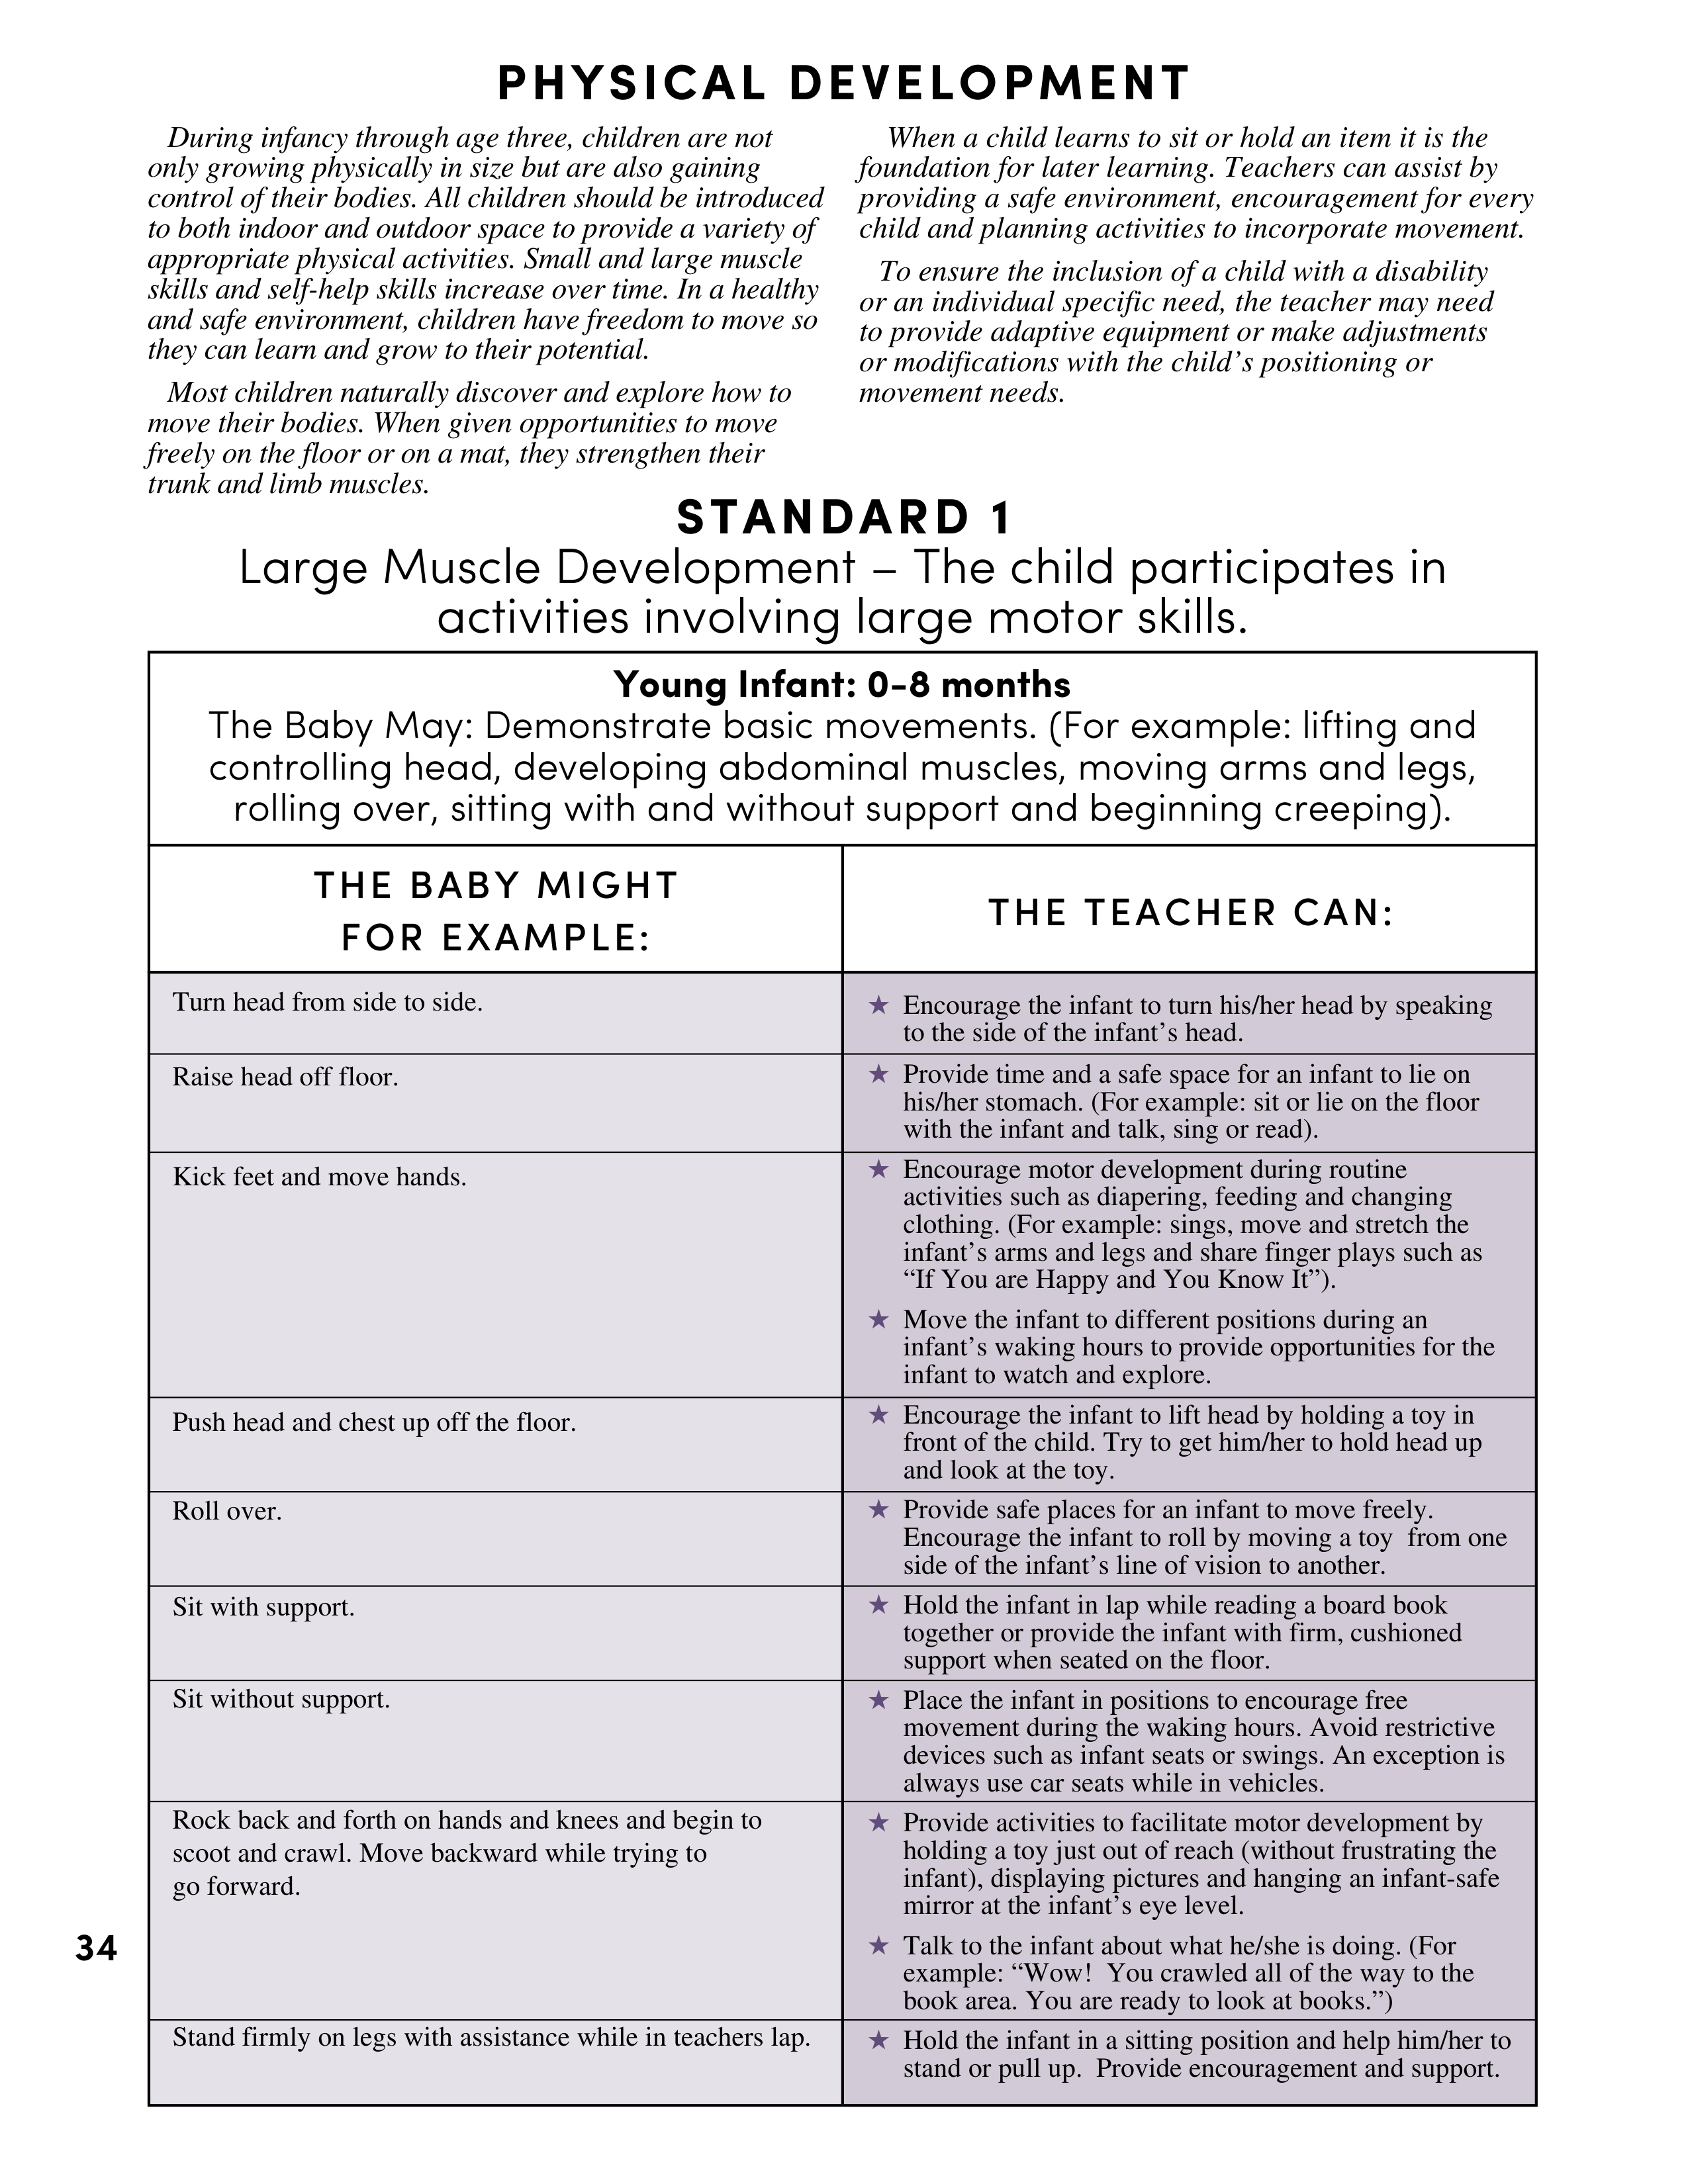 PHYSICAL DEVELOPMENT
During infancy through age three, children are not
only growing physically in size but are also gaining
control of their bodies. All children should be introduced
to both indoor and outdoor space to provide a variety of
appropriate physical activities. Small and large muscle
skills and self-help skills increase over time. In a healthy
and safe environment, children have freedom to move so
they can learn and grow to their potential.
Most children naturally discover and explore how to
move their bodies. When given opportunities to move
freely on the floor or on a mat, they strengthen their
trunk and limb muscles.
When a child learns to sit or hold an item it is the
foundation for later learning. Teachers can assist by
providing a safe environment, encouragement for every
child and planning activities to incorporate movement.
To ensure the inclusion of a child with a disability
or an individual specific need, the teacher may need
to provide adaptive equipment or make adjustments
or modifications with the child's positioning or
movement needs.
STANDARD 1
Large Muscle Development – The child participates in
activities involving large motor skills.
Young Infant: 0-8 months
The Baby May: Demonstrate basic movements. (For example: lifting and
controlling head, developing abdominal muscles, moving arms and legs,
rolling over, sitting with and without support and beginning creeping).
THE BABY MIGHT
FOR EXAMPLE:
THE TEACHER CAN:
Turn head from side to side.
★ Encourage the infant to turn his/her head by speaking
to the side of the infant’s head.
Raise head off floor.
★ Provide time and a safe space for an infant to lie on
his/her stomach. (For example: sit or lie on the floor
with the infant and talk, sing or read).
Kick feet and move hands.
★ Encourage motor development during routine
activities such as diapering, feeding and changing
clothing. (For example: sings, move and stretch the
infant’s arms and legs and share finger plays such as
“If You are Happy and You Know It”).
★ Move the infant to different positions during an
infant’s waking hours to provide opportunities for the
infant to watch and explore.
Push head and chest up off the floor.
★ Encourage the infant to lift head by holding a toy in
front of the child. Try to get him/her to hold head up
and look at the toy.
Roll over.
★ Provide safe places for an infant to move freely.
Encourage the infant to roll by moving a toy  from one
side of the infant’s line of vision to another.
Sit with support.
★ Hold the infant in lap while reading a board book
together or provide the infant with firm, cushioned
support when seated on the floor.
Sit without support.
★ Place the infant in positions to encourage free
movement during the waking hours. Avoid restrictive
devices such as infant seats or swings. An exception is
always use car seats while in vehicles.
Rock back and forth on hands and knees and begin to
scoot and crawl. Move backward while trying to
go forward.
★ Provide activities to facilitate motor development by
holding a toy just out of reach (without frustrating the
infant), displaying pictures and hanging an infant-safe
mirror at the infant’s eye level.
★ Talk to the infant about what he/she is doing. (For
example: “Wow!  You crawled all of the way to the
book area. You are ready to look at books.”)
Stand firmly on legs with assistance while in teachers lap.
★ Hold the infant in a sitting position and help him/her to
stand or pull up.  Provide encouragement and support.
34